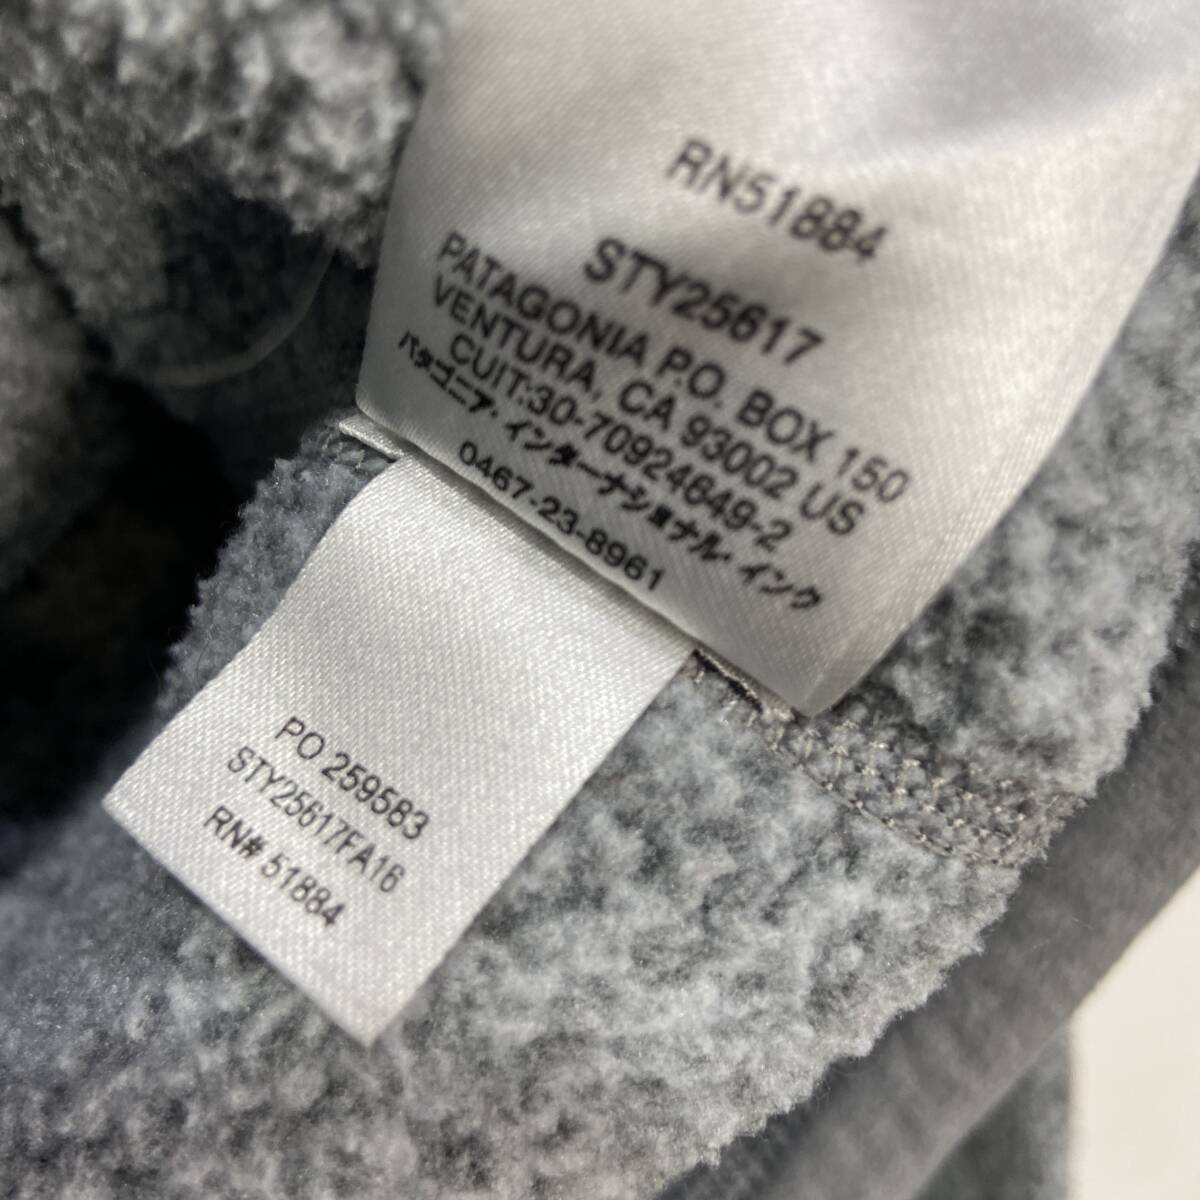 RN51884
STY25617
PATAGONIA P.O. BOX 150
VENTURA, CA 93002 US
CUIT:30-70924649-2
パタゴニア・インターナショナル・インク
0467-23-8961
PO 259583
STY25617FA16
RN# 51884